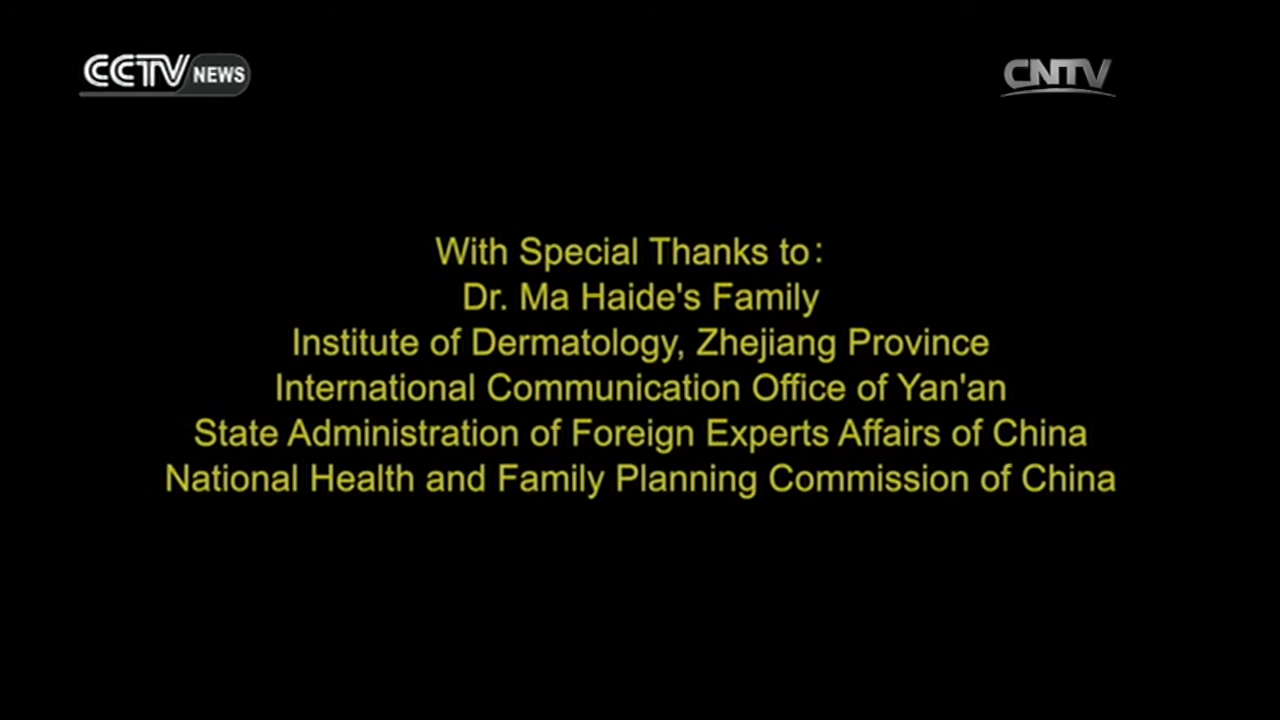 CCTV NEWS
CNTV
With Special Thanks to:
Dr. Ma Haide's Family
Institute of Dermatology, Zhejiang Province
International Communication Office of Yan'an
State Administration of Foreign Experts Affairs of China
National Health and Family Planning Commission of China